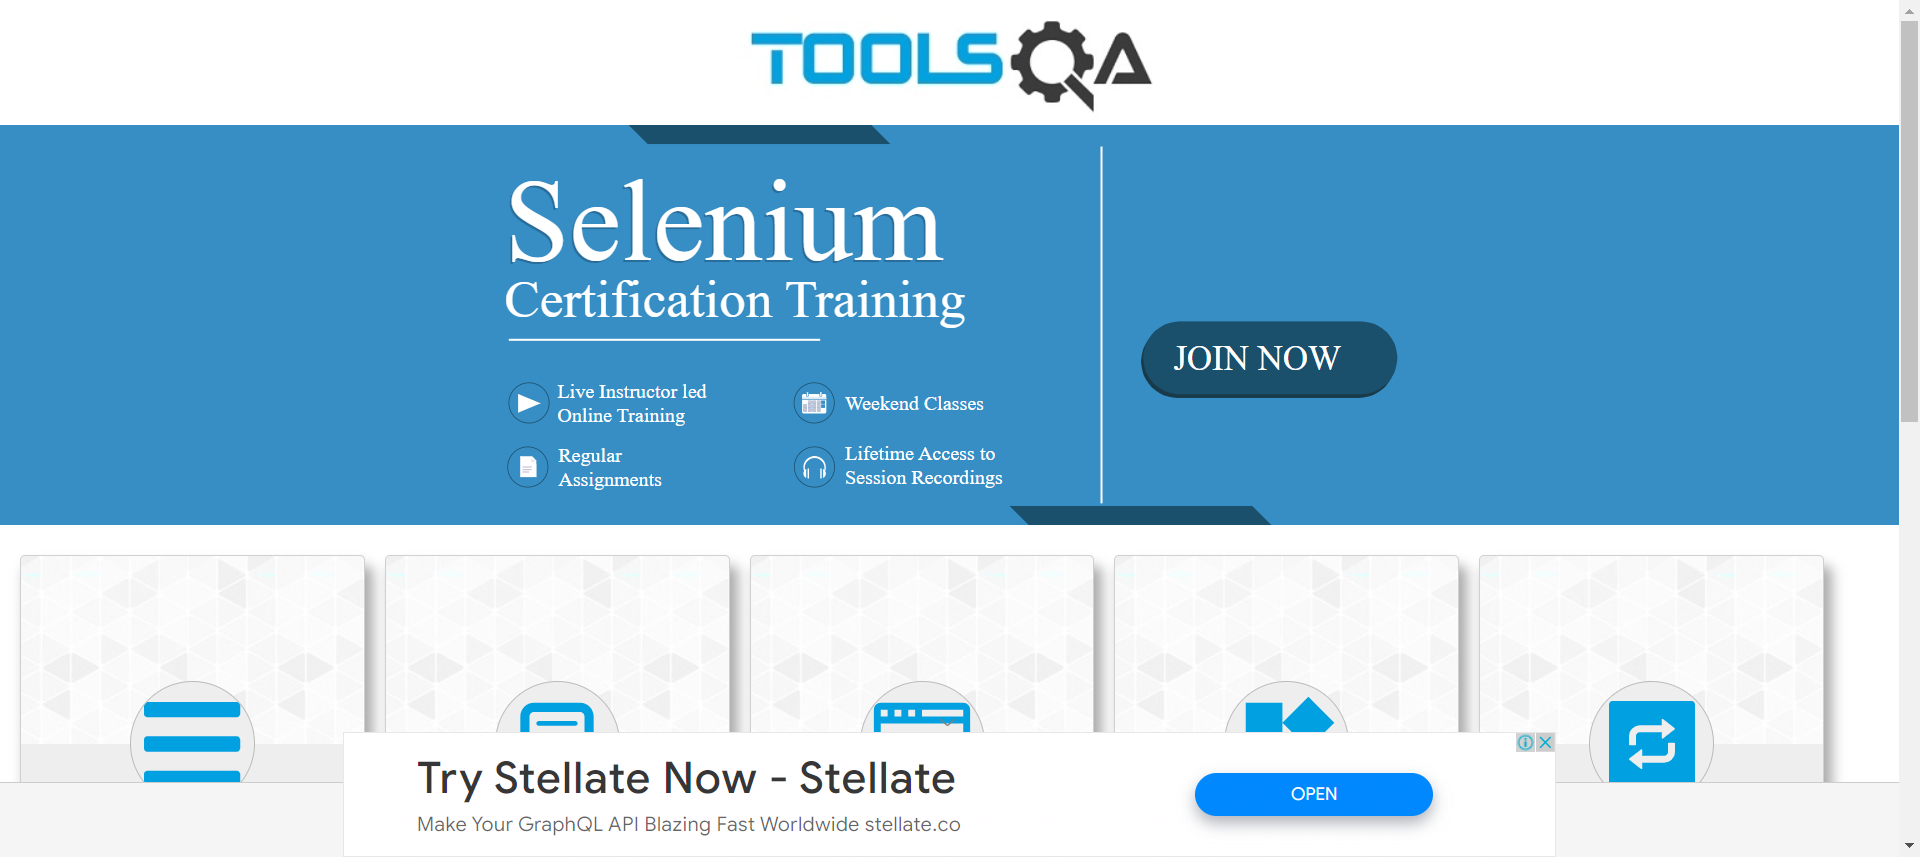 TOOLSQA
Selenium
Certification Training
Live Instructor led
Online Training
Weekend Classes
Regular
Assignments
Lifetime Access to
Session Recordings
JOIN NOW
Try Stellate Now - Stellate
Make Your GraphQL API Blazing Fast Worldwide stellate.co
OPEN